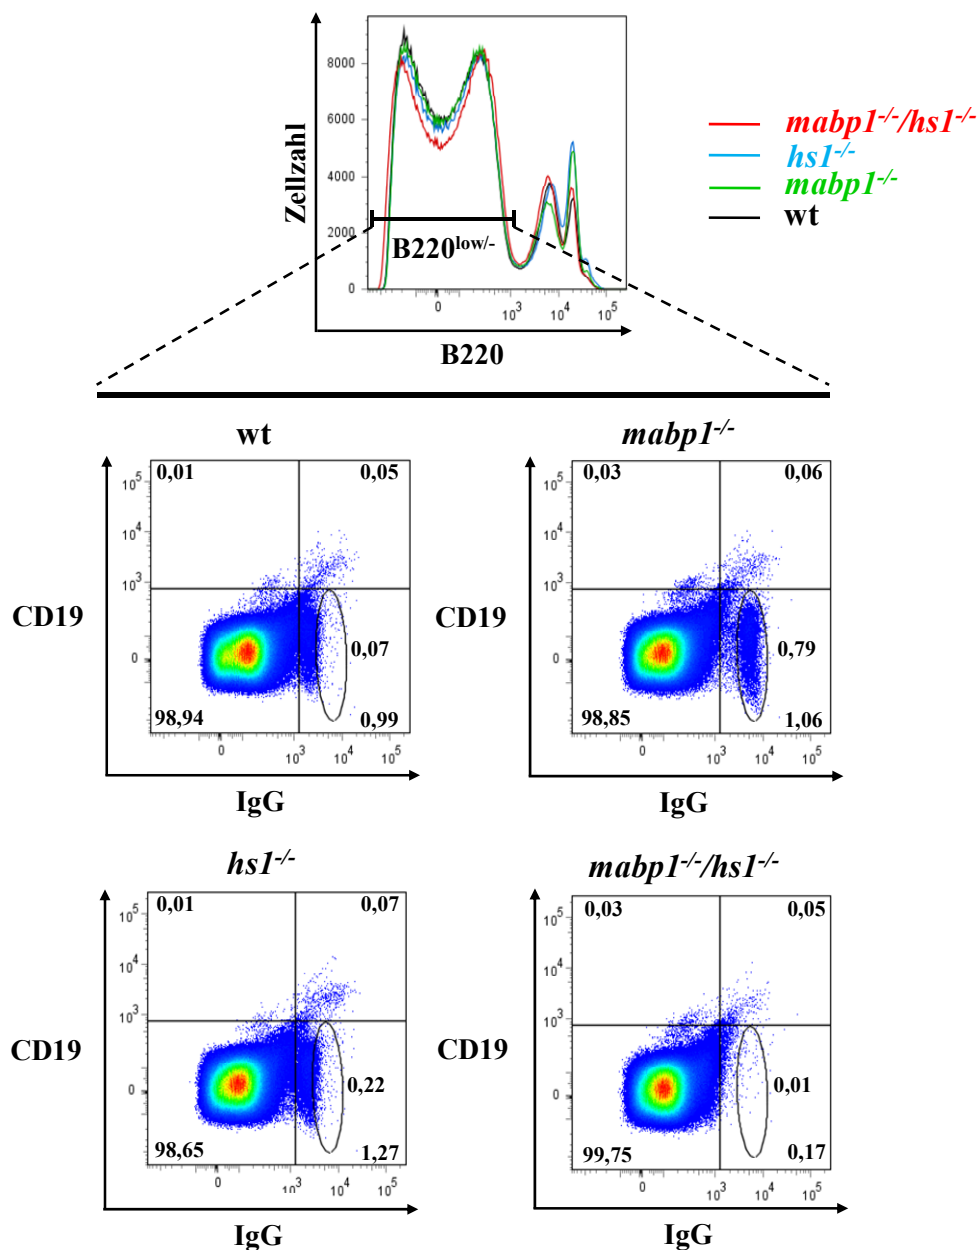 Zellzahl
8000
6000
4000
2000
0
B220low/-
0 10³ 10⁴ 10⁵
B220
mabp1-/-/hs1-/-
hs1-/-
mabp1-/-
wt
wt
0,01 0,05
10⁵
10⁴
10³
0
CD19
0,07
98,94 0,99
0 10³ 10⁴ 10⁵
IgG
mabp1-/-
0,03 0,06
10⁵
10⁴
10³
0
CD19
0,79
98,85 1,06
0 10³ 10⁴ 10⁵
IgG
hs1-/-
0,01 0,07
10⁵
10⁴
10³
0
CD19
0,22
98,65 1,27
0 10³ 10⁴ 10⁵
IgG
mabp1-/-/hs1-/-
0,03 0,05
10⁵
10⁴
10³
0
CD19
0,01
99,75 0,17
0 10³ 10⁴ 10⁵
IgG